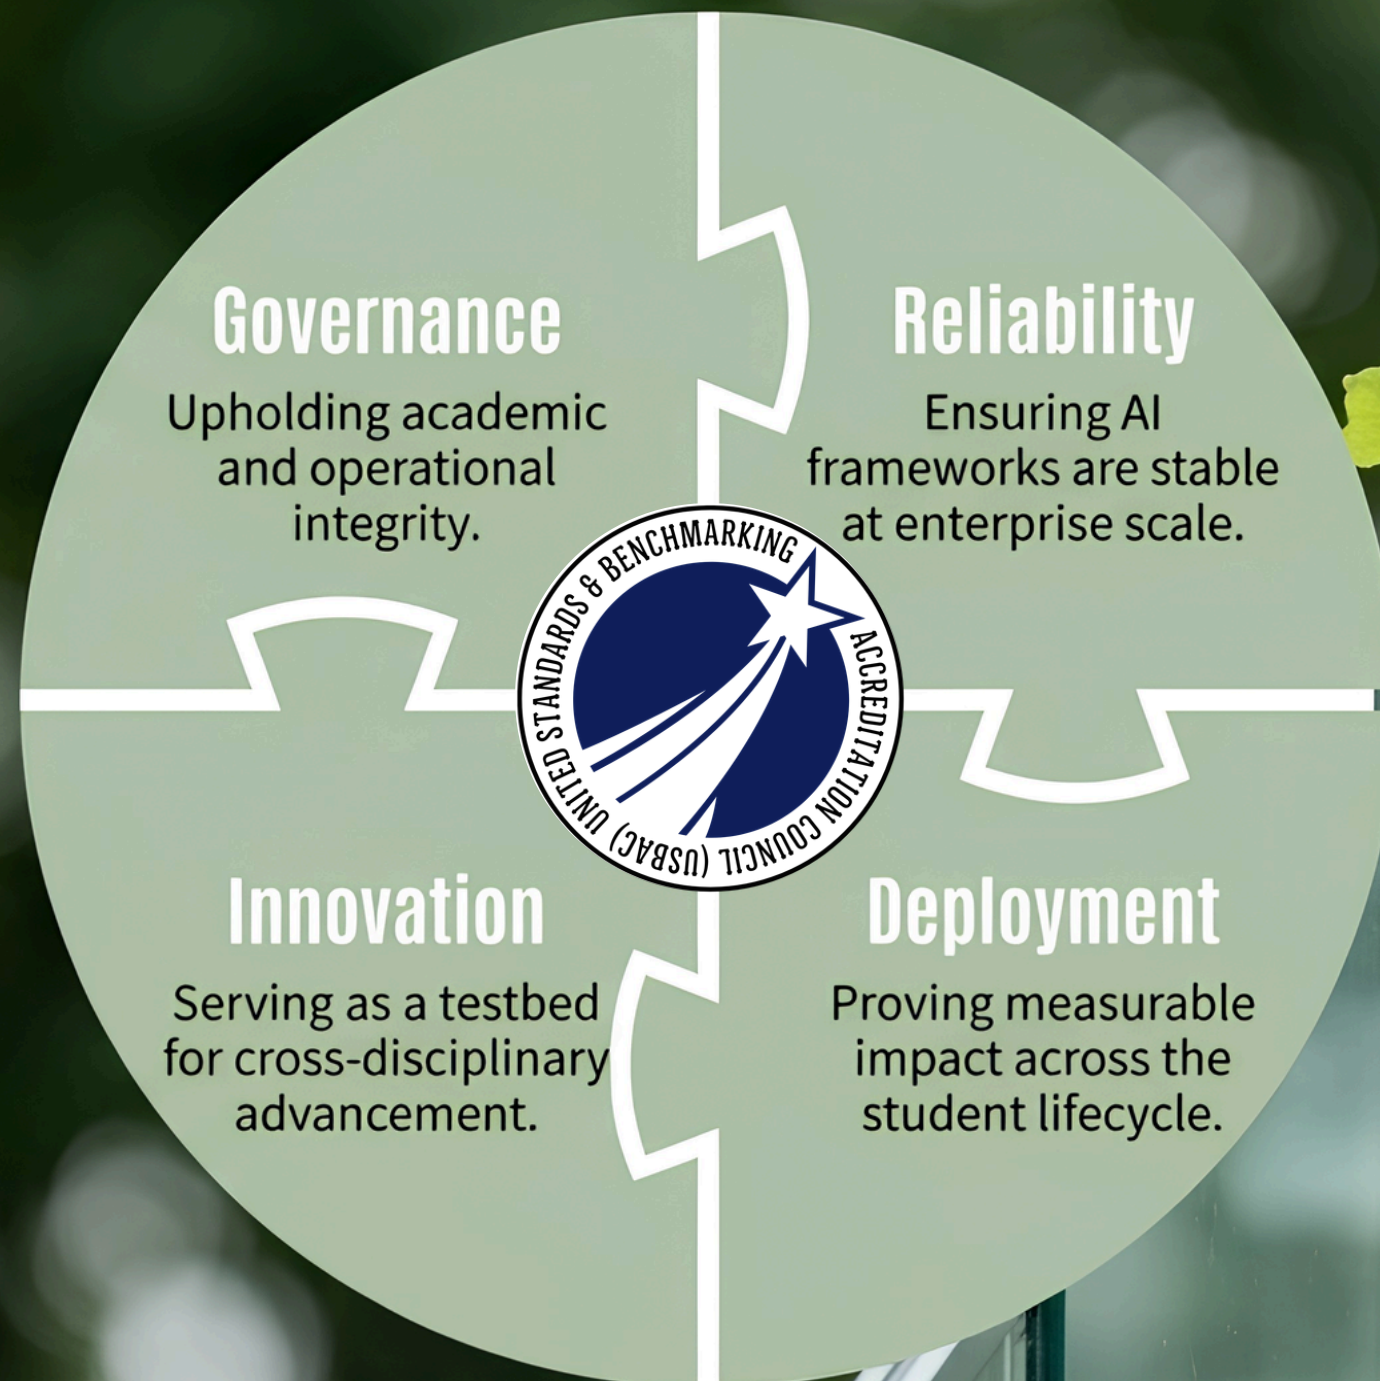 Governance
Upholding academic
and operational
integrity.
Reliability
Ensuring AI
frameworks are stable
at enterprise scale.
UNITED STANDARDS & BENCHMARKING ACCREDITATION COUNCIL (USBAC)
Innovation
Serving as a testbed
for cross-disciplinary
advancement.
Deployment
Proving measurable
impact across the
student lifecycle.